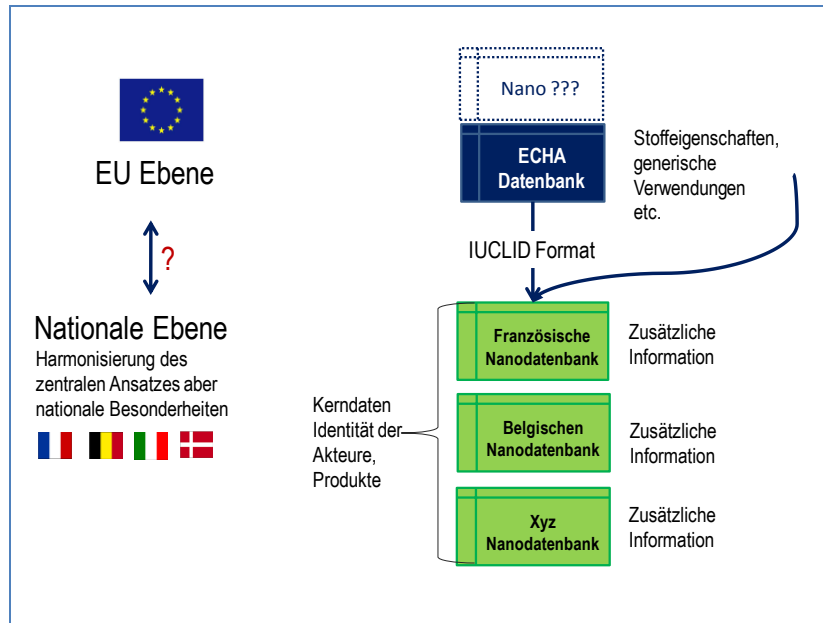 EU Ebene
?
Nationale Ebene
Harmonisierung des
zentralen Ansatzes aber
nationale Besonderheiten
Nano ???
ECHA
Datenbank
Stoffeigenschaften,
generische
Verwendungen
etc.
IUCLID Format
Kerndaten
Identität der
Akteure,
Produkte
Französische
Nanodatenbank
Zusätzliche
Information
Belgischen
Nanodatenbank
Zusätzliche
Information
Xyz
Nanodatenbank
Zusätzliche
Information